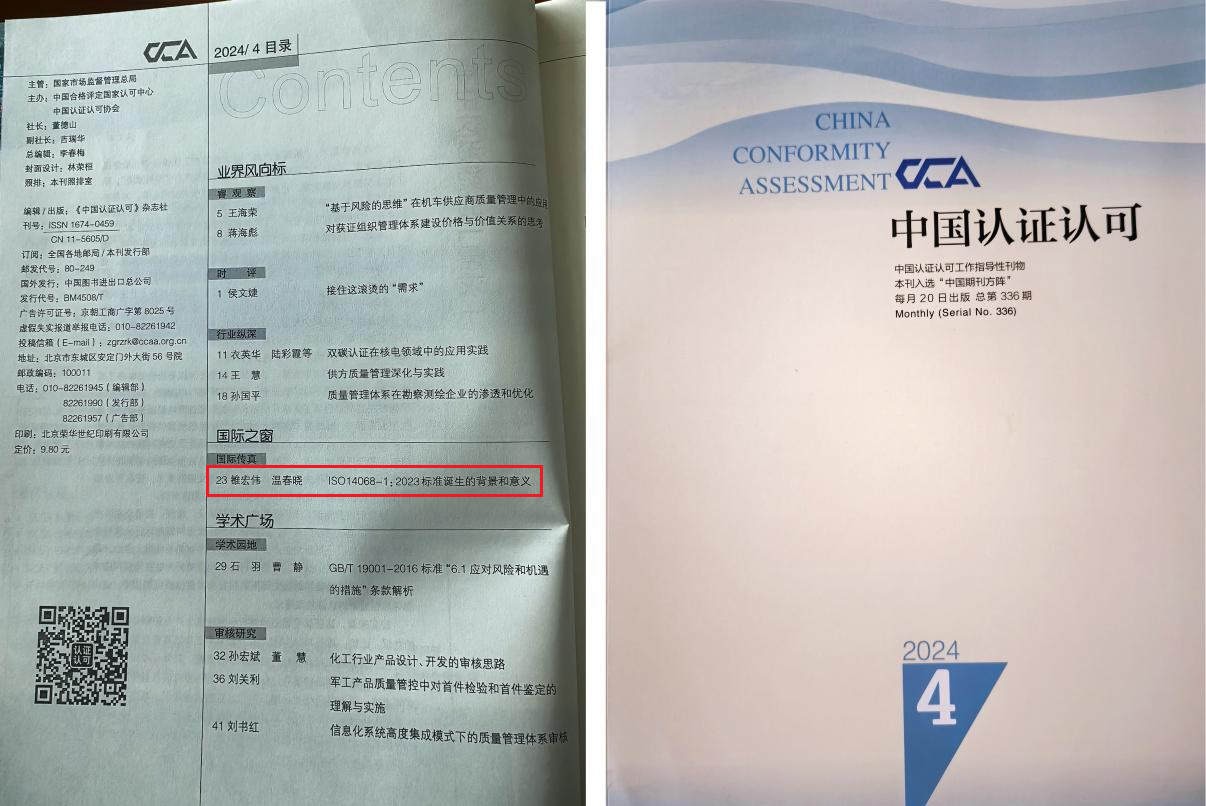 CCA 2024/ 4 目录
Contents
主管：国家市场监督管理总局
主办：中国合格评定国家认可中心
中国认证认可协会
社长：董德山
副社长：吉瑞华
总编辑：李春梅
封面设计：林荣桓
照排：本刊照排室
编辑/出版：《中国认证认可》杂志社
刊号：ISSN 1674-0459
CN 11-5605/D
订阅：全国各地邮局/本刊发行部
邮发代号：80-249
国外发行：中国图书进出口总公司
发行代号：BM4508/T
广告许可证号：京朝工商广字第 8025 号
虚假失实报道举报电话：010-82261942
投稿信箱（E-mail）：zgrzrk@ccaa.org.cn
地址：北京市东城区安定门外大街 56 号院
邮政编码：100011
电话：010-82261945（编辑部）
82261990（发行部）
82261957（广告部）
印刷：北京荣华世纪印刷有限公司
定价：9.80 元
认证
认可
业界风向标
睿观察
5 王海荣 “基于风险的思维”在机车供应商质量管理中的应用
8 蒋海彪 对获证组织管理体系建设价格与价值关系的思考
时 评
1 侯文婕 接住这滚烫的“需求”
行业纵深
11 衣英华 陆彩霞等 双碳认证在核电领域中的应用实践
14 王 慧 供方质量管理深化与实践
18 孙国平 质量管理体系在勘察测绘企业的渗透和优化
国际之窗
国际传真
23 雒宏伟 温春晓 ISO14068-1：2023 标准诞生的背景和意义
学术广场
学术园地
29 石 羽 曹 静 GB/T 19001-2016 标准“6.1 应对风险和机遇
的措施”条款解析
审核研究
32 孙宏斌 董 慧 化工行业产品设计、开发的审核思路
36 刘关利 军工产品质量管控中对首件检验和首件鉴定的
理解与实施
41 刘书红 信息化系统高度集成模式下的质量管理体系审核
CHINA
CONFORMITY
ASSESSMENT CCA
中国认证认可
中国认证认可工作指导性刊物
本刊入选“中国期刊方阵”
每月 20 日出版 总第 336 期
Monthly (Serial No. 336)
2024
4